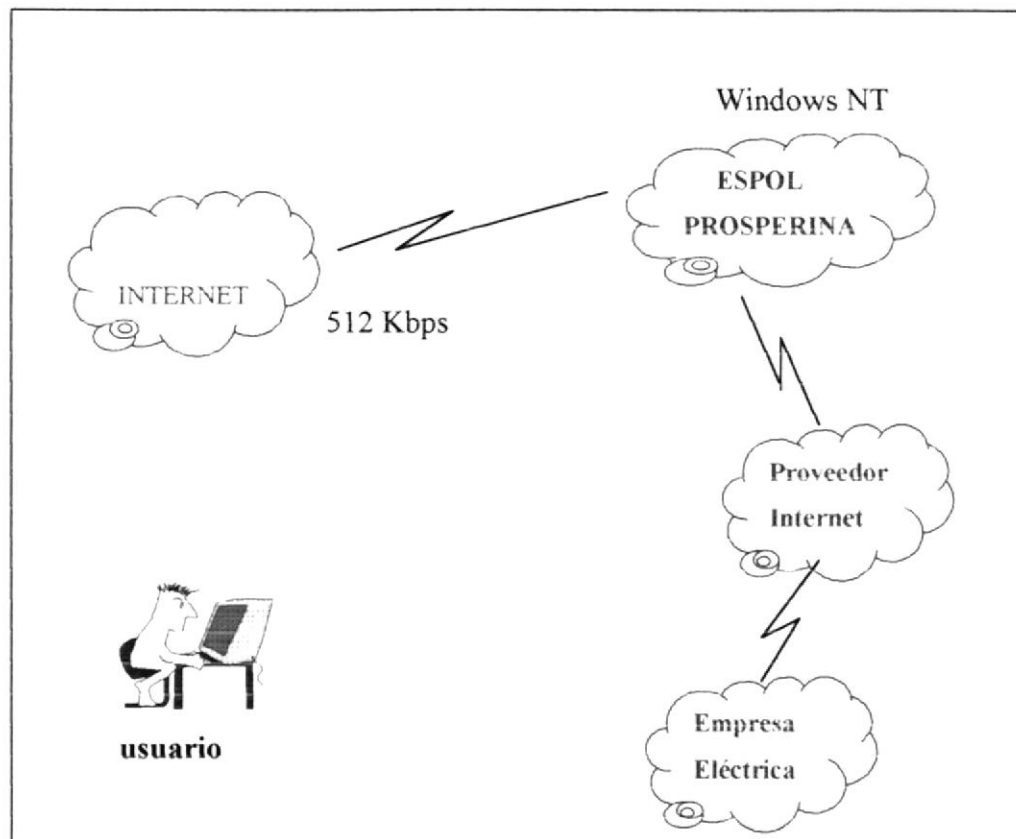 Windows NT
ESPOL
PROSPERINA
INTERNET
512 Kbps
Proveedor
Internet
Empresa
Eléctrica
usuario